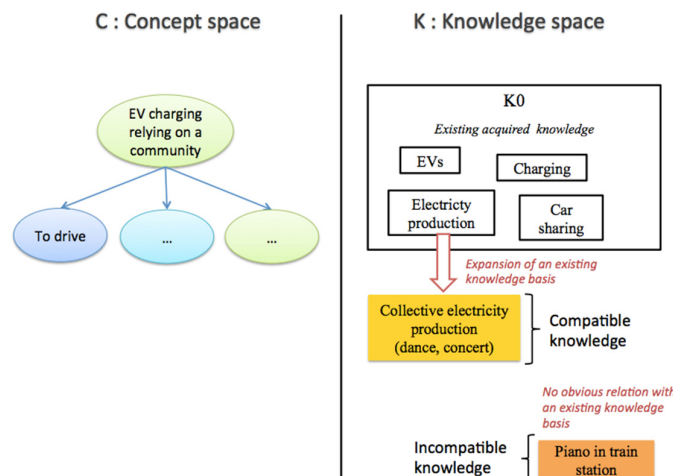 C : Concept space
EV charging
relying on a
community
To drive
...
...
K : Knowledge space
K0
Existing acquired knowledge
EVs
Charging
Electricty
production
Car
sharing
Expansion of an existing
knowledge basis
Collective electricity
production
(dance, concert)
Compatible
knowledge
No obvious relation with
an existing knowledge
basis
Incompatible
knowledge
Piano in train
station